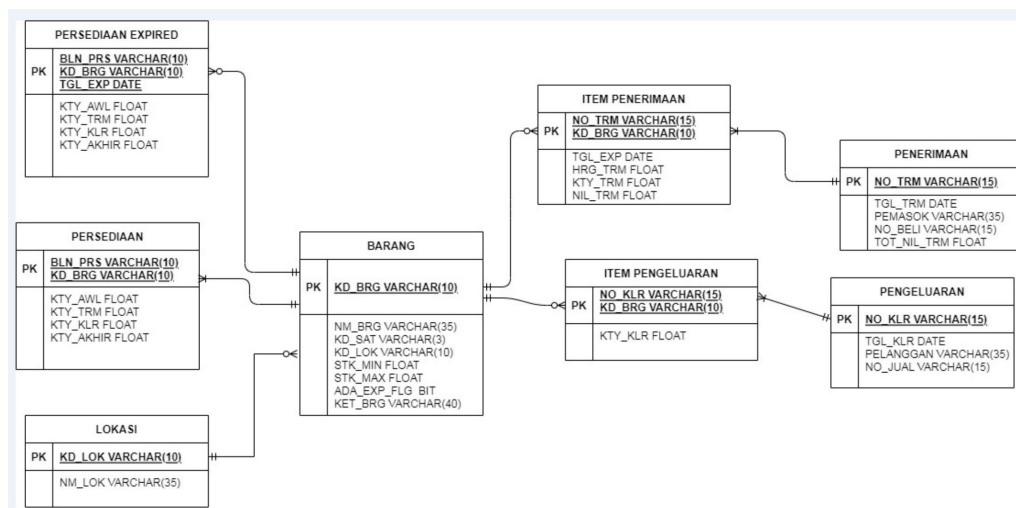 PERSEDIAAN EXPIRED
PK
BLN_PRS VARCHAR(10)
KD_BRG VARCHAR(10)
TGL_EXP DATE
KTY_AWL FLOAT
KTY_TRM FLOAT
KTY_KLR FLOAT
KTY_AKHIR FLOAT
PERSEDIAAN
PK
BLN_PRS VARCHAR(10)
KD_BRG VARCHAR(10)
KTY_AWL FLOAT
KTY_TRM FLOAT
KTY_KLR FLOAT
KTY_AKHIR FLOAT
LOKASI
PK
KD_LOK VARCHAR(10)
NM_LOK VARCHAR(35)
BARANG
PK
KD_BRG VARCHAR(10)
NM_BRG VARCHAR(35)
KD_SAT VARCHAR(3)
KD_LOK VARCHAR(10)
STK_MIN FLOAT
STK_MAX FLOAT
ADA_EXP_FLG BIT
KET_BRG VARCHAR(40)
ITEM PENERIMAAN
PK
NO_TRM VARCHAR(15)
KD_BRG VARCHAR(10)
TGL_EXP DATE
HRG_TRM FLOAT
KTY_TRM FLOAT
NIL_TRM FLOAT
ITEM PENGELUARAN
PK
NO_KLR VARCHAR(15)
KD_BRG VARCHAR(10)
KTY_KLR FLOAT
PENERIMAAN
PK
NO_TRM VARCHAR(15)
TGL_TRM DATE
PEMASOK VARCHAR(35)
NO_BELI VARCHAR(15)
TOT_NIL_TRM FLOAT
PENGELUARAN
PK
NO_KLR VARCHAR(15)
TGL_KLR DATE
PELANGGAN VARCHAR(35)
NO_JUAL VARCHAR(15)